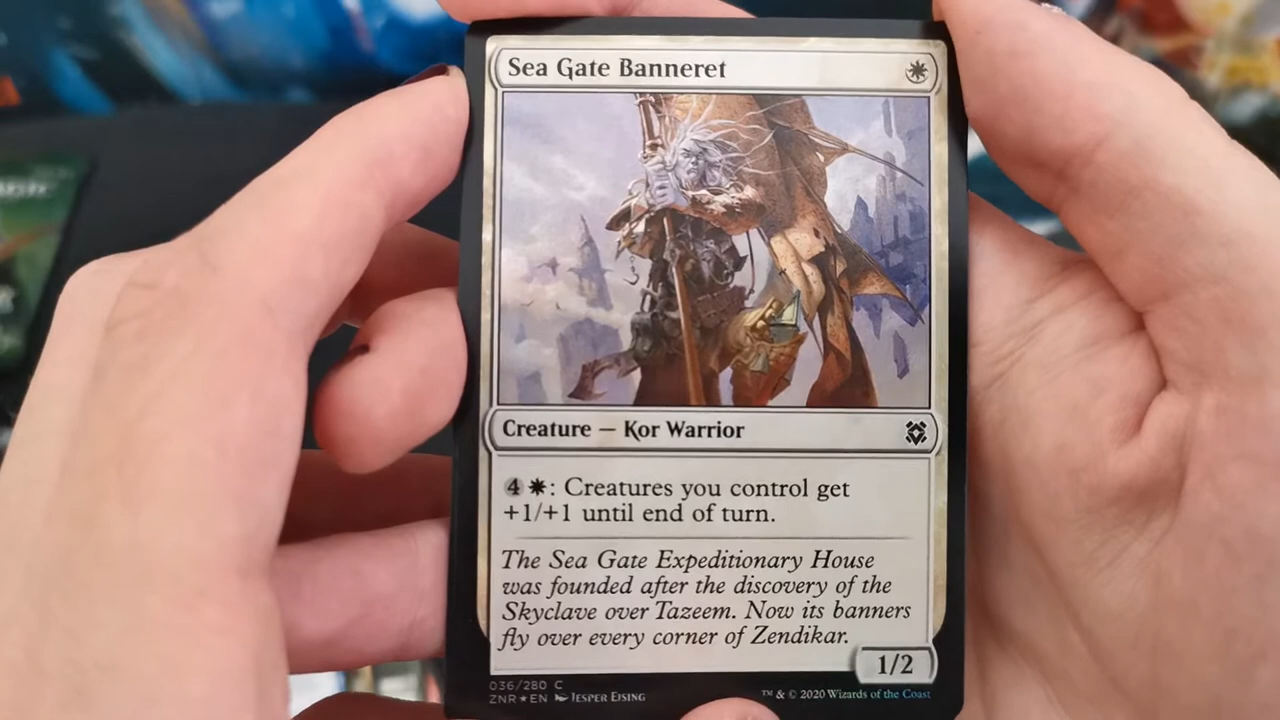 Sea Gate Banneret
Creature — Kor Warrior
4: Creatures you control get
+1/+1 until end of turn.
The Sea Gate Expeditionary House
was founded after the discovery of the
Skyclave over Tazeem. Now its banners
fly over every corner of Zendikar.
1/2
036/280 C
ZNR★EN JESPER EJSING
™ & © 2020 Wizards of the Coast